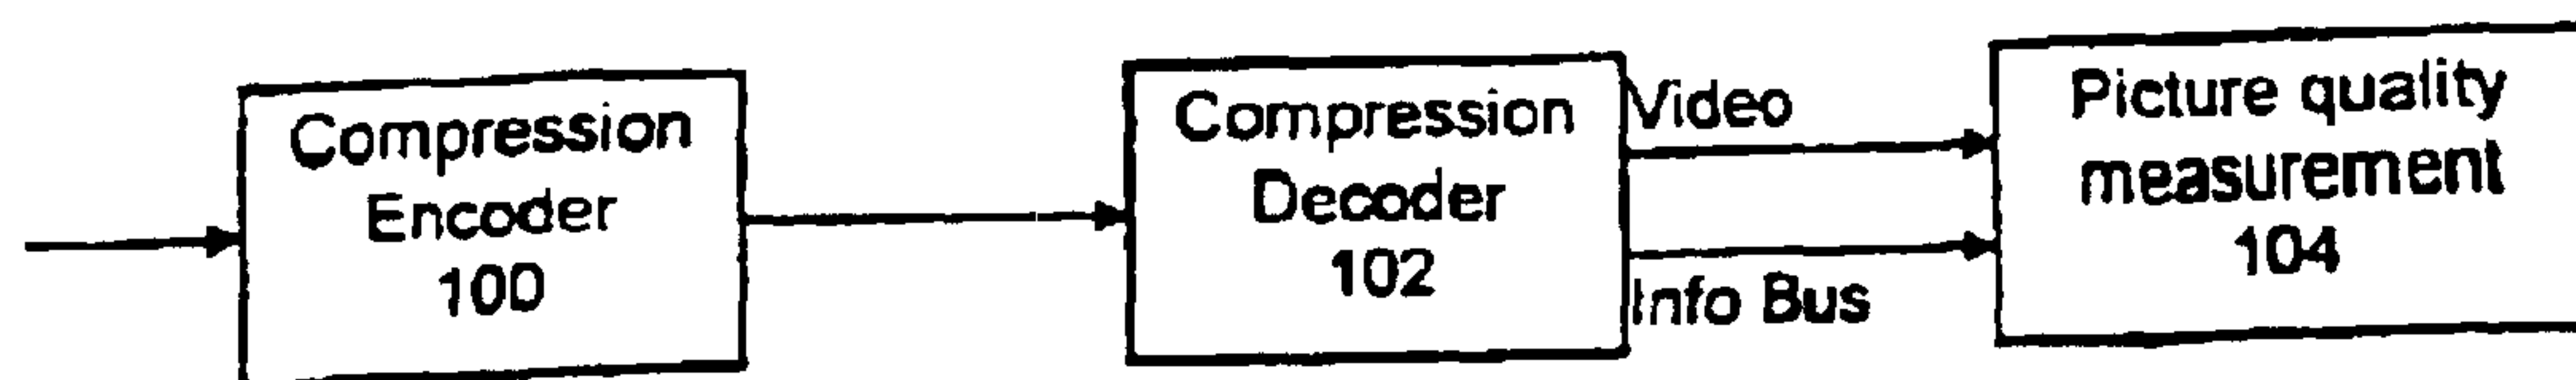 Compression
Encoder
100
Compression
Decoder
102
Video
Info Bus
Picture quality
measurement
104